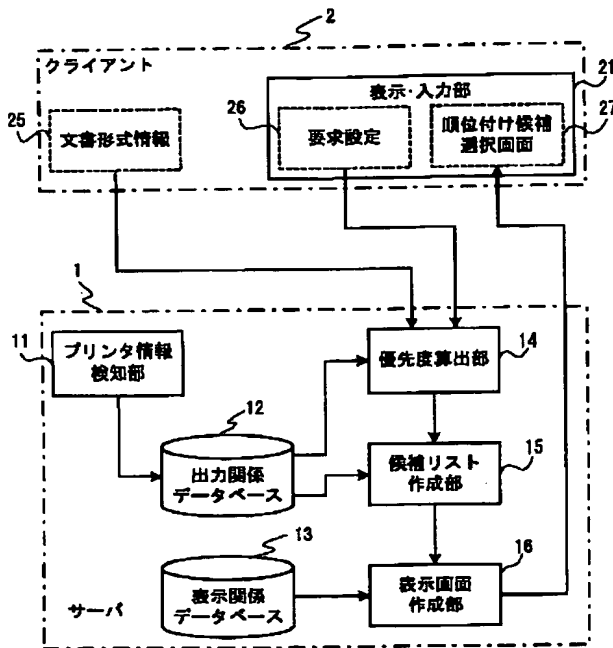 2
クライアント
21
表示・入力部
25
文書形式情報
26
要求設定
順位付け候補
選択画面
27
1
11
プリンタ情報
検知部
優先度算出部
14
12
出力関係
データベース
候補リスト
作成部
15
13
表示関係
データベース
表示画面
作成部
16
サーバ